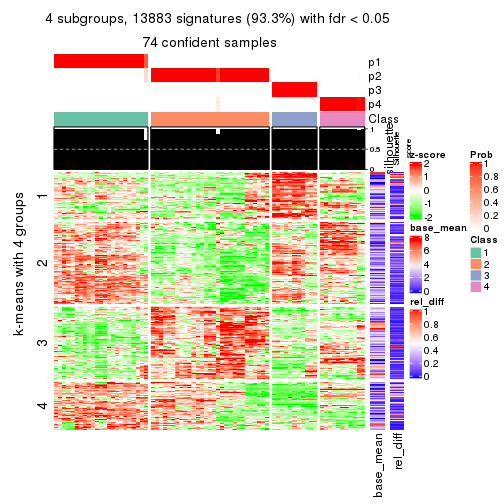 4 subgroups, 13883 signatures (93.3%) with fdr < 0.05
74 confident samples
p1
p2
p3
p4
Class
1
0.5
0
silhouettes
Silhouette
score
k-means with 4 groups
1
2
3
4
base_mean
rel_diff
z-score
2
1
0
-1
-2
base_mean
8
6
4
2
0
rel_diff
1
0.8
0.6
0.4
0.2
0
Prob
1
0.8
0.6
0.4
0.2
0
Class
1
2
3
4